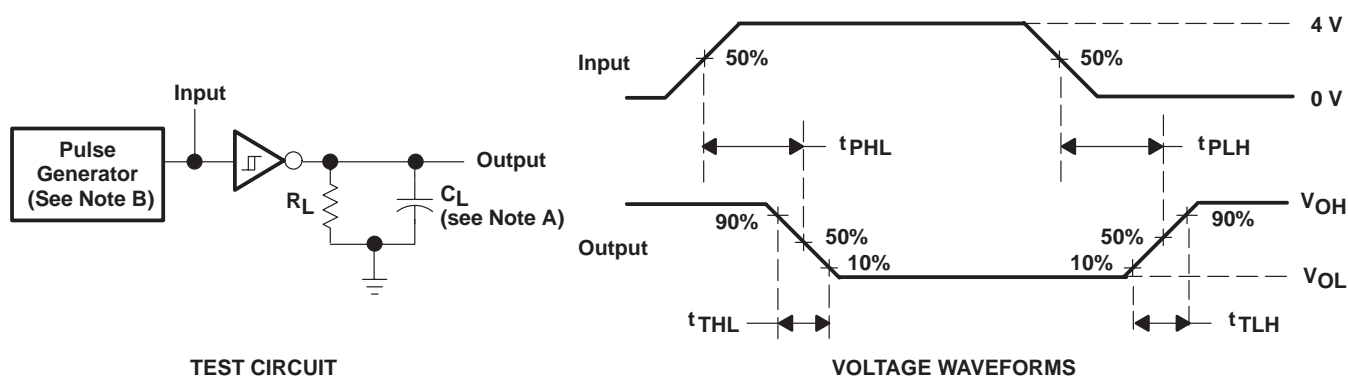 Input
Pulse
Generator
(See Note B)
Output
RL
CL
(see Note A)
TEST CIRCUIT
4 V
50%
50%
Input
0 V
tPHL
tPLH
VOH
90%
90%
50%
50%
Output
10%
10%
VOL
tTHL
tTLH
VOLTAGE WAVEFORMS